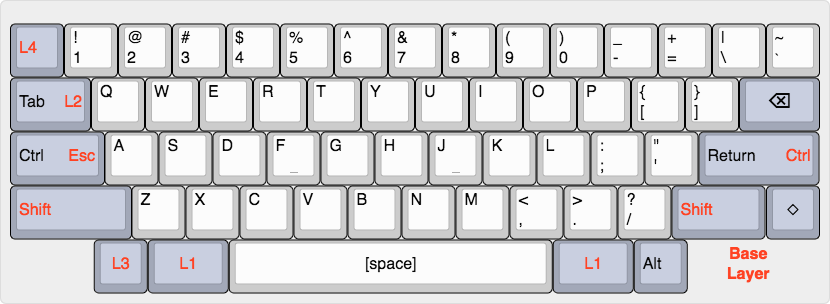 L4 ! 1 @ 2 # 3 $ 4 % 5 ^ 6 & 7 * 8 ( 9 ) 0 _ - + = | \ ~ `
Tab L2 Q W E R T Y U I O P { [ } ] ⌫
Ctrl Esc A S D F _ G H J _ K L : ; " ' Return Ctrl
Shift Z X C V B N M < , > . ? / Shift ◇
L3 L1 [space] L1 Alt
Base
Layer